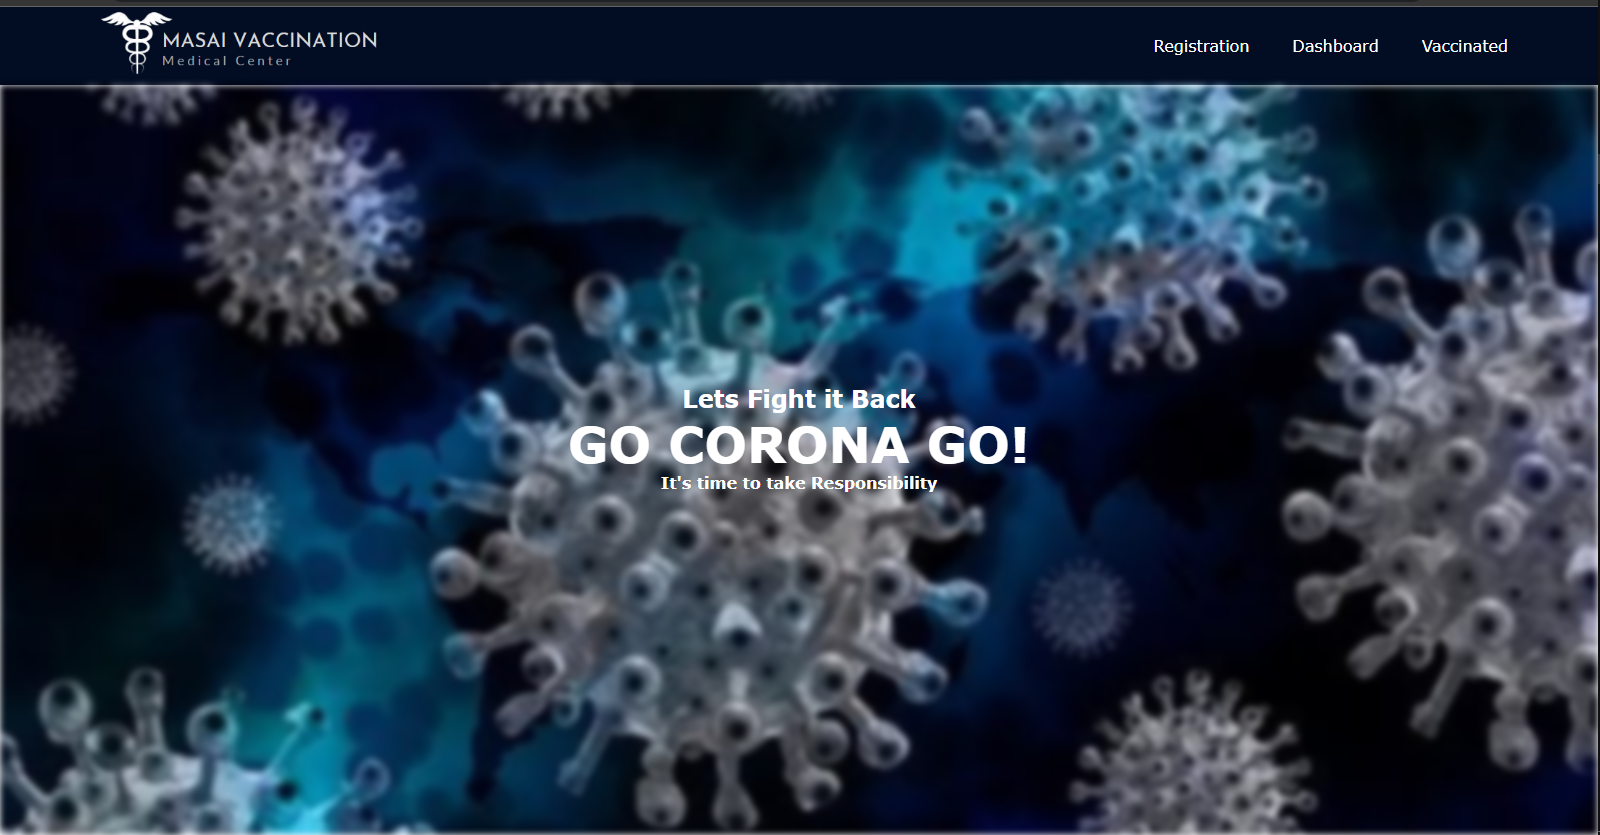 MASAI VACCINATION
Medical Center
Registration Dashboard Vaccinated
Lets Fight it Back
GO CORONA GO!
It's time to take Responsibility